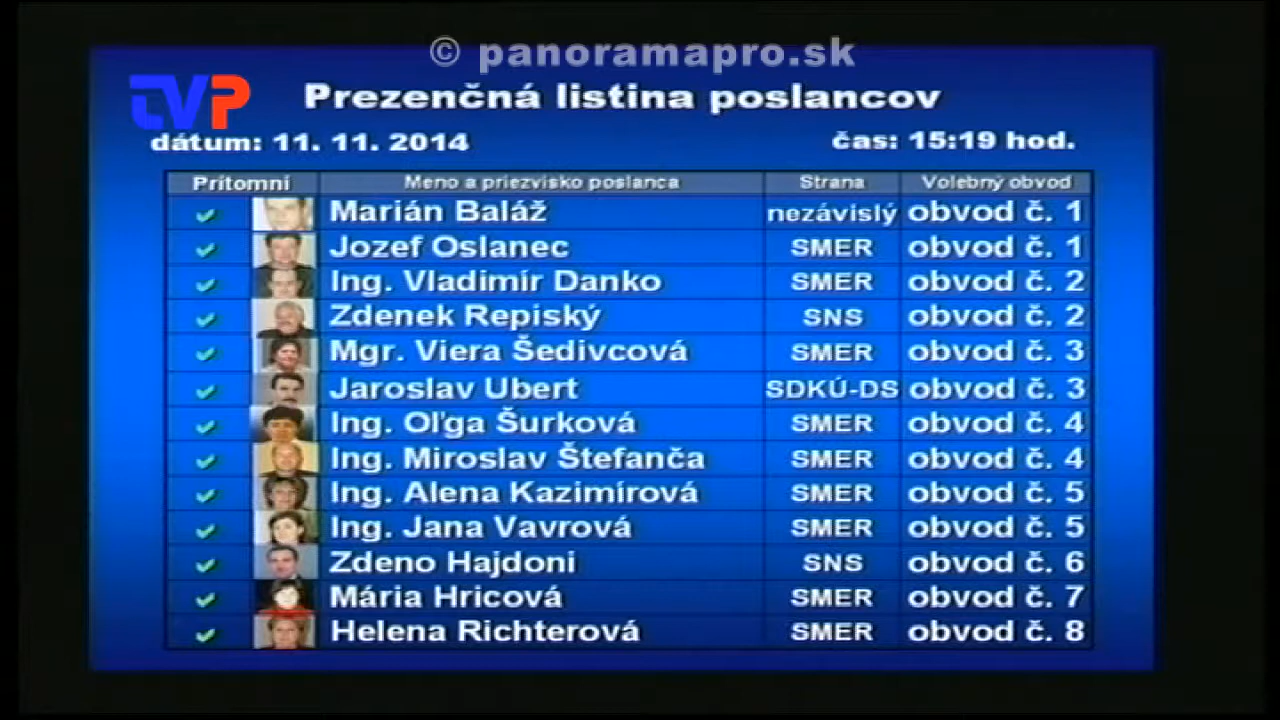 © panoramapro.sk
TVP
Prezenčná listina poslancov
dátum: 11. 11. 2014 čas: 15:19 hod.
Prítomní Meno a priezvisko poslanca Strana Volebný obvod
Marián Baláž nezávislý obvod č. 1
Jozef Oslanec SMER obvod č. 1
Ing. Vladimír Danko SMER obvod č. 2
Zdenek Repiský SNS obvod č. 2
Mgr. Viera Šedivcová SMER obvod č. 3
Jaroslav Ubert SDKÚ-DS obvod č. 3
Ing. Oľga Šurková SMER obvod č. 4
Ing. Miroslav Štefanča SMER obvod č. 4
Ing. Alena Kazimírová SMER obvod č. 5
Ing. Jana Vavrová SMER obvod č. 5
Zdeno Hajdoni SNS obvod č. 6
Mária Hricová SMER obvod č. 7
Helena Richterová SMER obvod č. 8